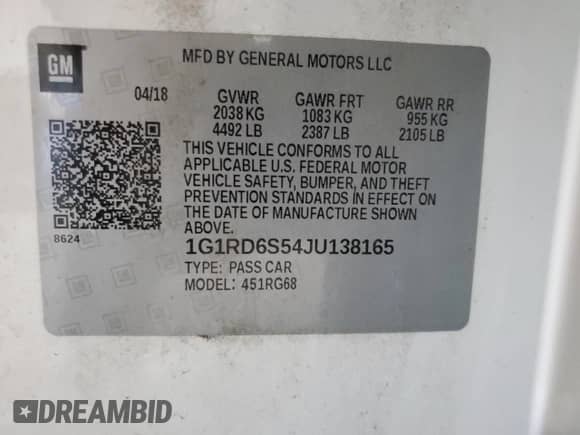 GM
MFD BY GENERAL MOTORS LLC
04/18 GVWR GAWR FRT GAWR RR
2038 KG 1083 KG 955 KG
4492 LB 2387 LB 2105 LB
THIS VEHICLE CONFORMS TO ALL
APPLICABLE U.S. FEDERAL MOTOR
VEHICLE SAFETY, BUMPER, AND THEFT
PREVENTION STANDARDS IN EFFECT ON
THE DATE OF MANUFACTURE SHOWN
ABOVE.
8624
1G1RD6S54JU138165
TYPE: PASS CAR
MODEL: 451RG68
DREAMBID